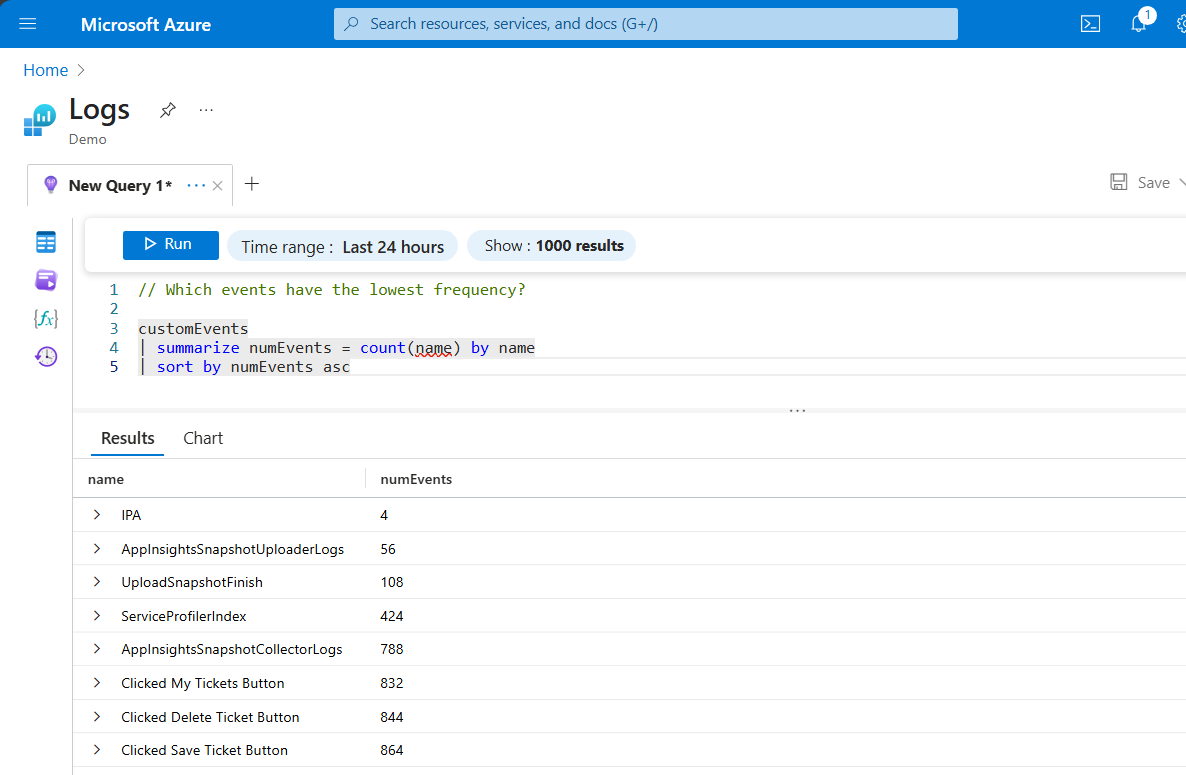 Microsoft Azure
Search resources, services, and docs (G+/)
1
Home
Logs
Demo
New Query 1*
Save
Run
Time range : Last 24 hours
Show : 1000 results
1 // Which events have the lowest frequency?
2
3 customEvents
4 | summarize numEvents = count(name) by name
5 | sort by numEvents asc
Results Chart
name numEvents
IPA 4
AppInsightsSnapshotUploaderLogs 56
UploadSnapshotFinish 108
ServiceProfilerIndex 424
AppInsightsSnapshotCollectorLogs 788
Clicked My Tickets Button 832
Clicked Delete Ticket Button 844
Clicked Save Ticket Button 864